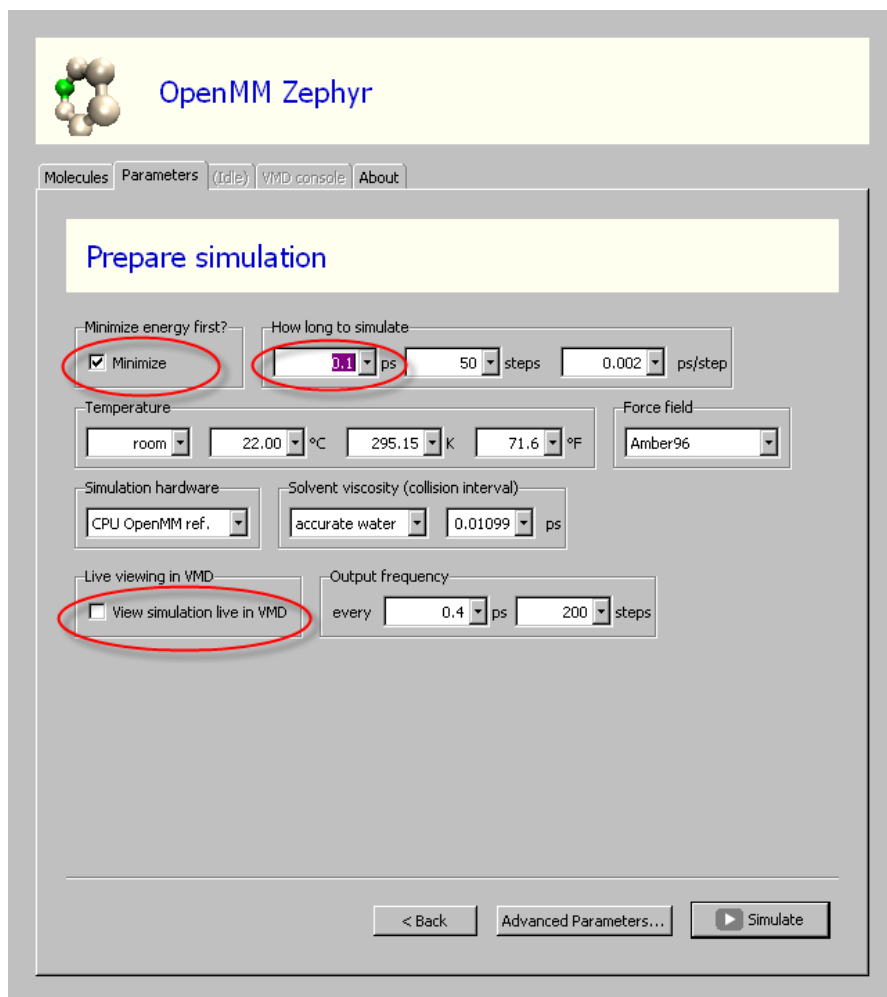 OpenMM Zephyr
Molecules Parameters (Idle) VMD console About
Prepare simulation
Minimize energy first? How long to simulate
Minimize 0.1 ps 50 steps 0.002 ps/step
Temperature Force field
room 22.00 °C 295.15 K 71.6 °F Amber96
Simulation hardware Solvent viscosity (collision interval)
CPU OpenMM ref. accurate water 0.01099 ps
Live viewing in VMD Output frequency
View simulation live in VMD every 0.4 ps 200 steps
< Back Advanced Parameters... Simulate